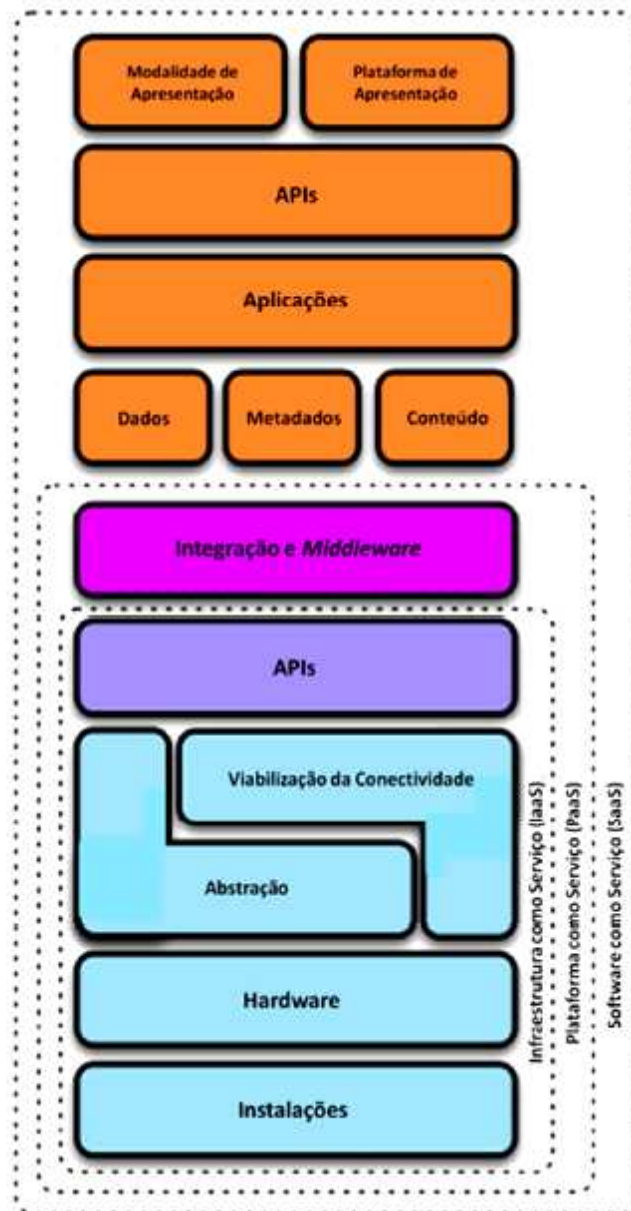 Modalidade de
Apresentação
Plataforma de
Apresentação
APIs
Aplicações
Dados
Metadados
Conteúdo
Integração e Middleware
APIs
Viabilização da Conectividade
Abstração
Hardware
Instalações
Infraestrutura como Serviço (IaaS)
Plataforma como Serviço (PaaS)
Software como Serviço (SaaS)